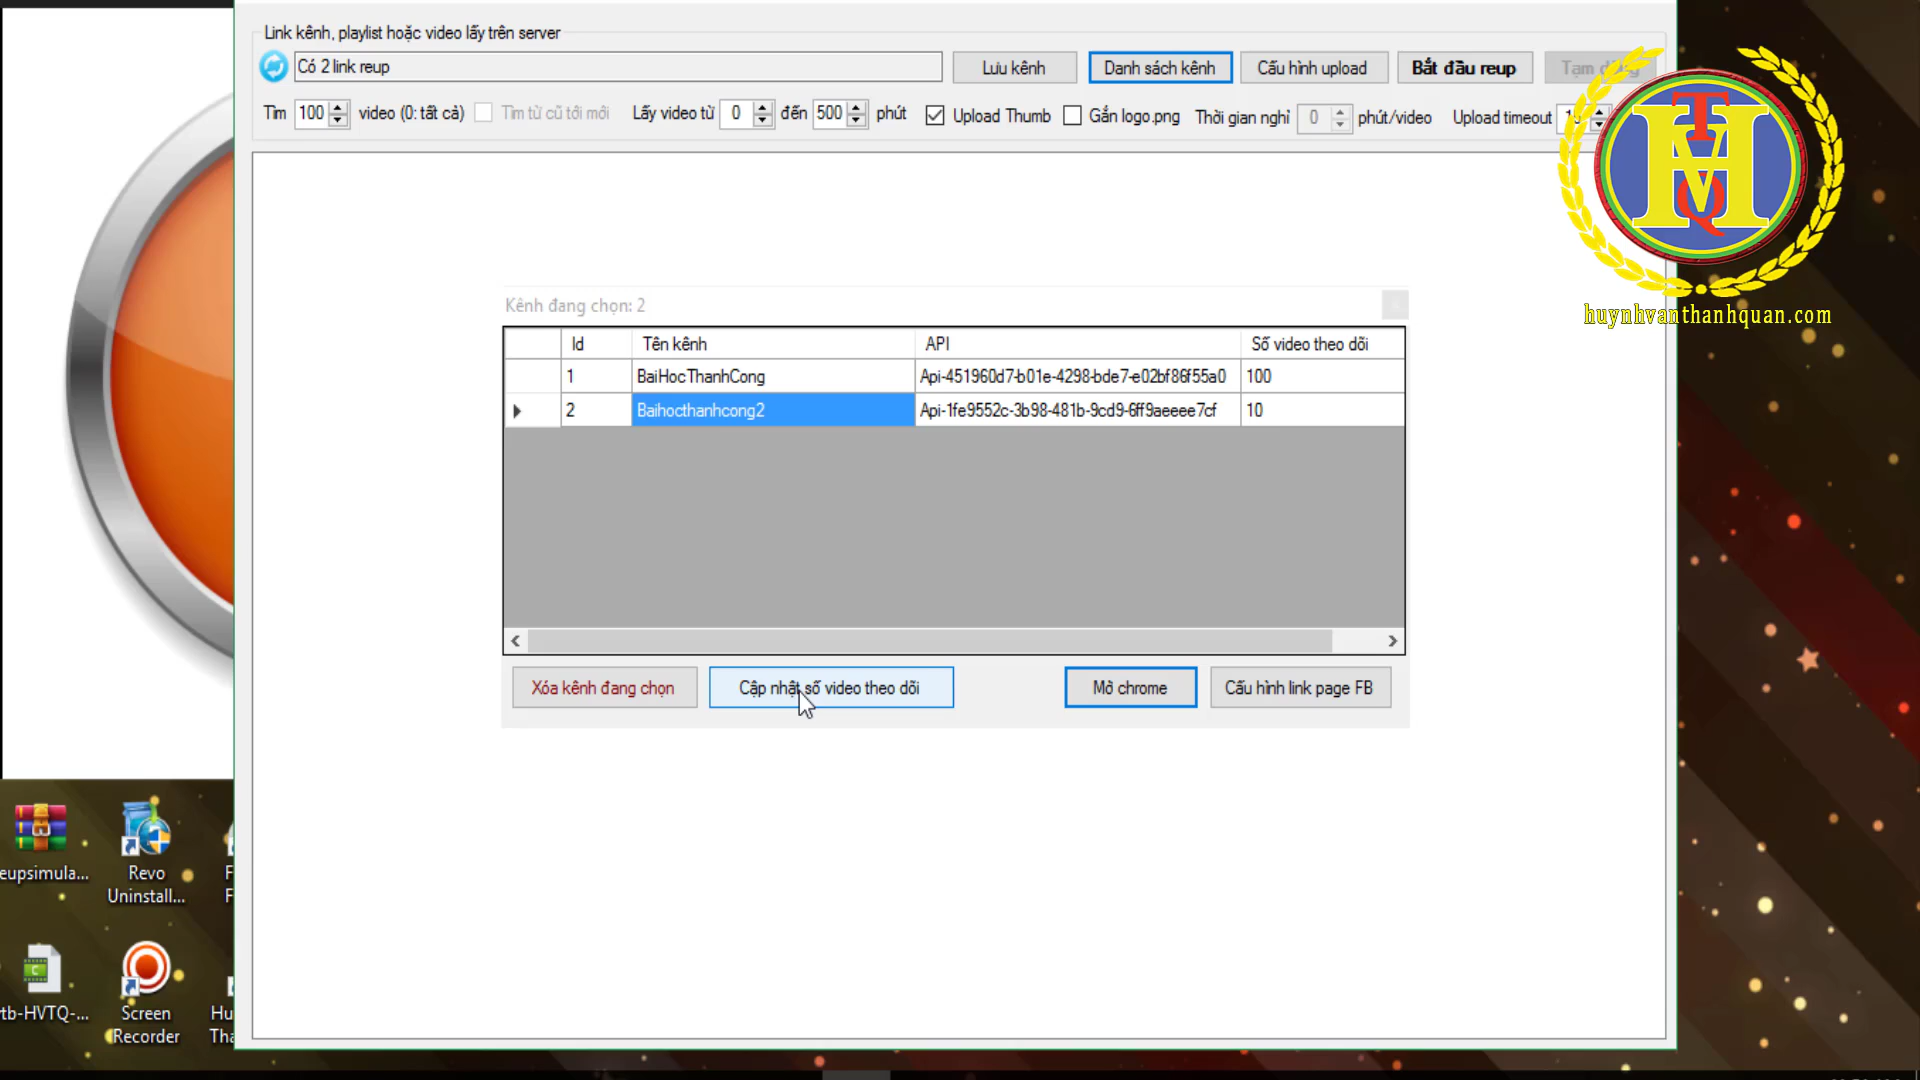 Link kênh, playlist hoặc video lấy trên server
Có 2 link reup
Lưu kênh
Danh sách kênh
Cấu hình upload
Bắt đầu reup
Tìm 100 video (0: tất cả) Tìm từ cũ tới mới Lấy video từ 0 đến 500 phút Upload Thumb Gắn logo.png Thời gian nghỉ 0 phút/video Upload timeout
THVQ
huynhvanthanhquan.com
Kênh đang chọn: 2
Id Tên kênh API Số video theo dõi
1 BaiHocThanhCong Api-451960d7-b01e-4298-bde7-e02bf86f55a0 100
2 Baihocthanhcong2 Api-1fe9552c-3b98-481b-9cd9-6ff9aeeee7cf 10
Xóa kênh đang chọn
Cập nhật số video theo dõi
Mở chrome
Cấu hình link page FB
eupsimula...
Revo
Uninstall...
F
F
tb-HVTQ-...
Screen
Recorder
Hu
Tha